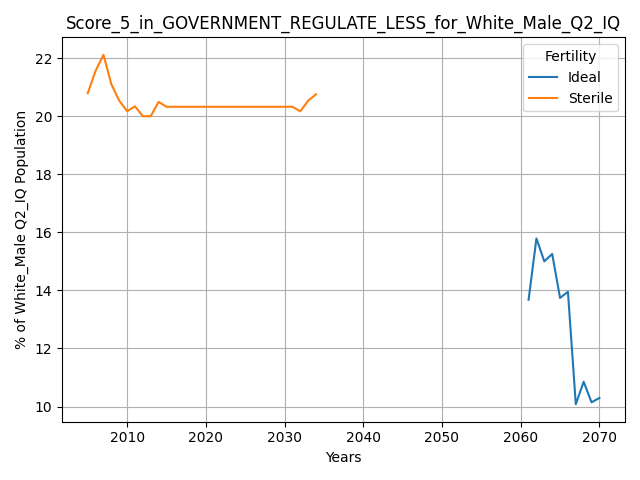 Score_5_in_GOVERNMENT_REGULATE_LESS_for_White_Male_Q2_IQ
Fertility
Ideal
Sterile
% of White_Male Q2_IQ Population
22
20
18
16
14
12
10
2010 2020 2030 2040 2050 2060 2070
Years